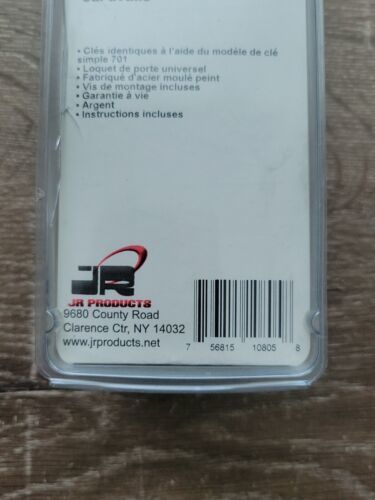 • Clés identiques à l'aide du modèle de clé
simple 701
• Loquet de porte universel
• Fabriqué d'acier moulé peint
• Vis de montage incluses
• Garantie à vie
• Argent
• Instructions incluses
JR
JR PRODUCTS
9680 County Road
Clarence Ctr, NY 14032
www.jrproducts.net
7 56815 10805 8